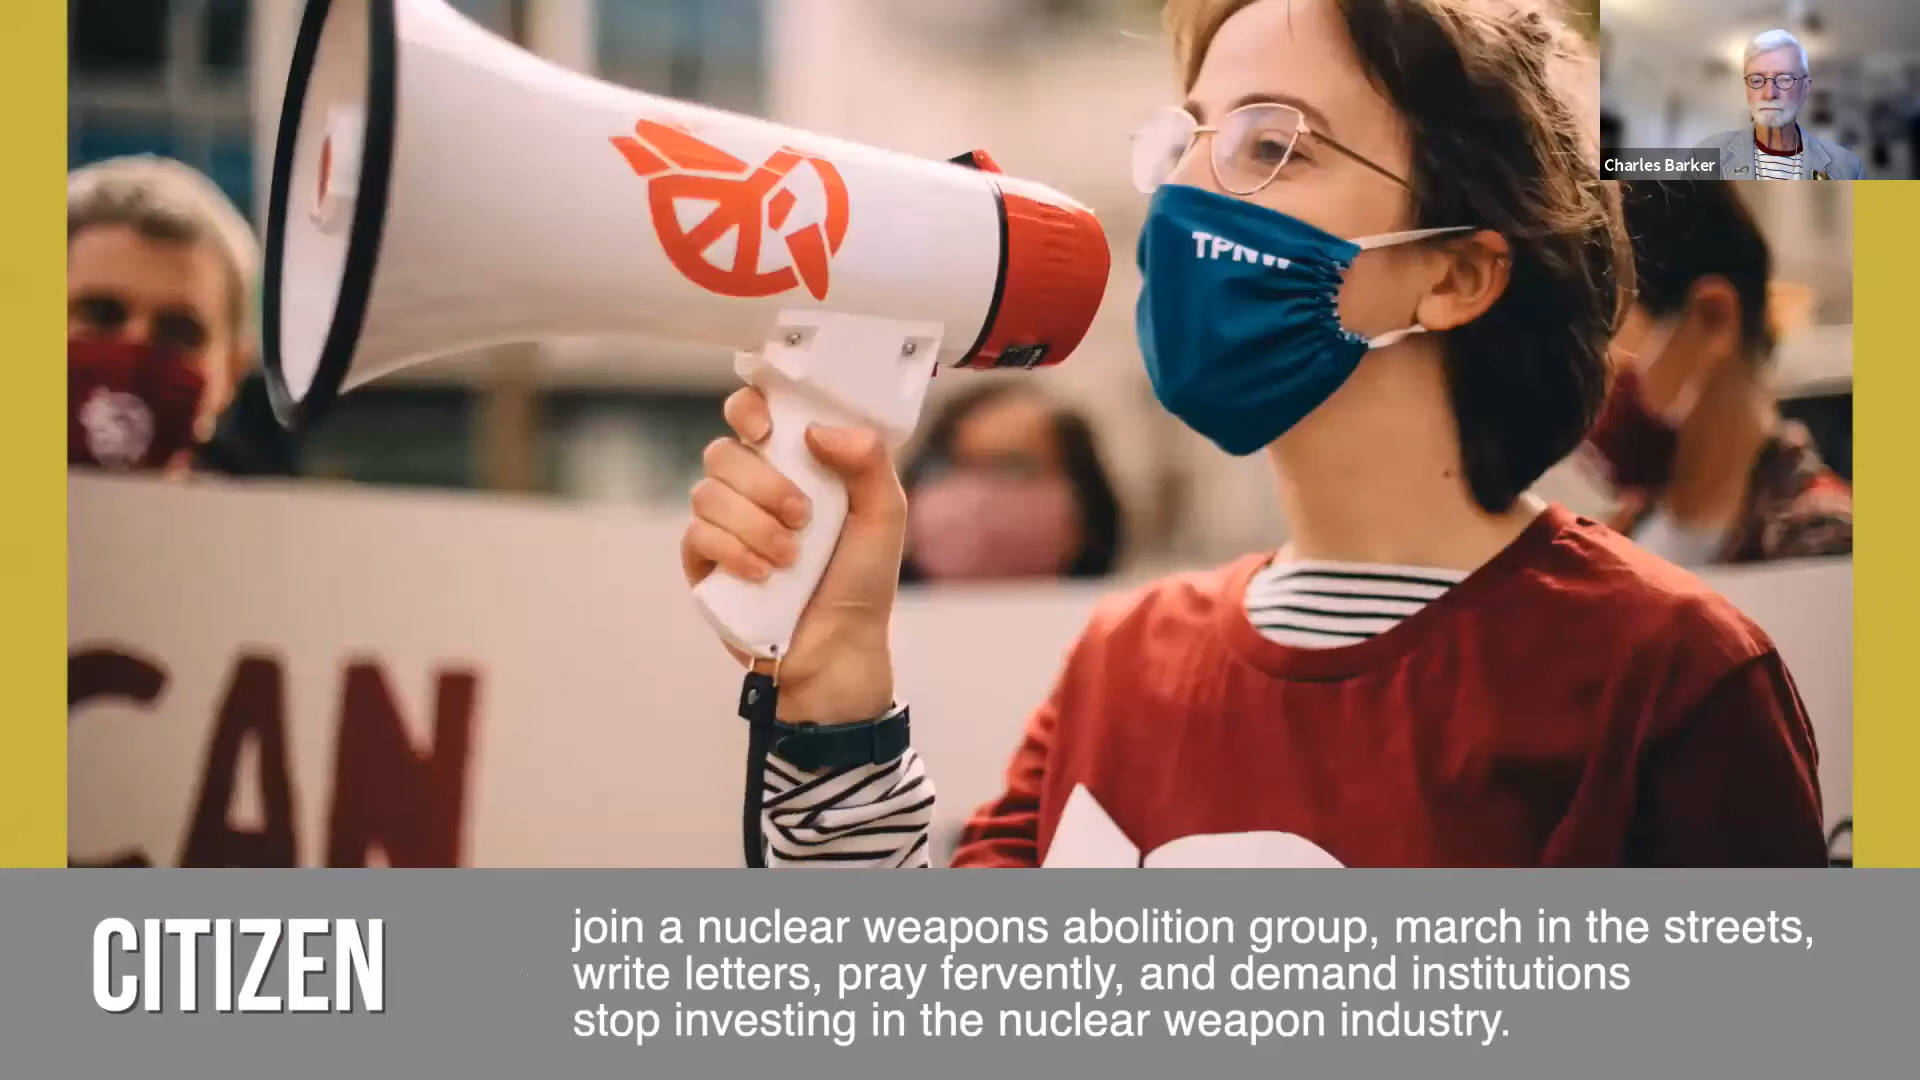 Charles Barker
TPNW
CAN
CITIZEN
join a nuclear weapons abolition group, march in the streets,
write letters, pray fervently, and demand institutions
stop investing in the nuclear weapon industry.